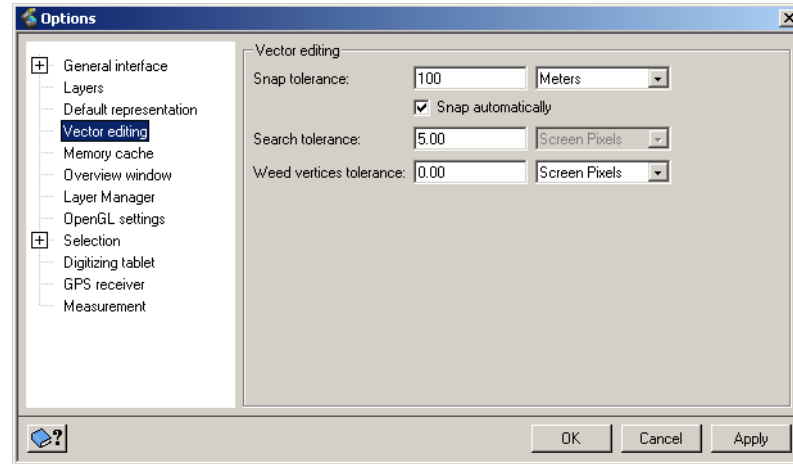 Options
General interface
Layers
Default representation
Vector editing
Memory cache
Overview window
Layer Manager
OpenGL settings
Selection
Digitizing tablet
GPS receiver
Measurement
Vector editing
Snap tolerance: 100 Meters
Snap automatically
Search tolerance: 5.00 Screen Pixels
Weed vertices tolerance: 0.00 Screen Pixels
?
OK Cancel Apply